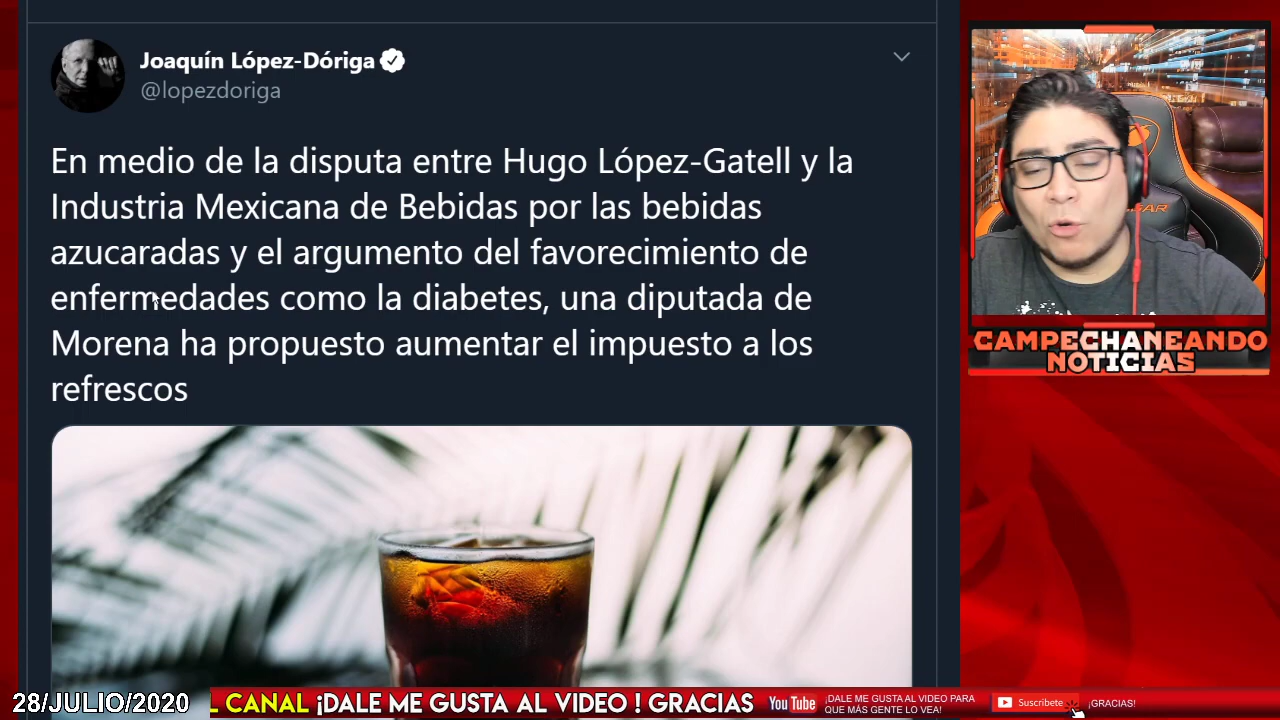 Joaquín López-Dóriga
@lopezdoriga
En medio de la disputa entre Hugo López-Gatell y la
Industria Mexicana de Bebidas por las bebidas
azucaradas y el argumento del favorecimiento de
enfermedades como la diabetes, una diputada de
Morena ha propuesto aumentar el impuesto a los
refrescos
CAMPECHANEANDO
NOTICIAS
28/JULIO/2020
L CANAL ¡DALE ME GUSTA AL VIDEO ! GRACIAS
YouTube
¡DALE ME GUSTA AL VIDEO PARA
QUE MÁS GENTE LO VEA!
Suscribete
¡GRACIAS!